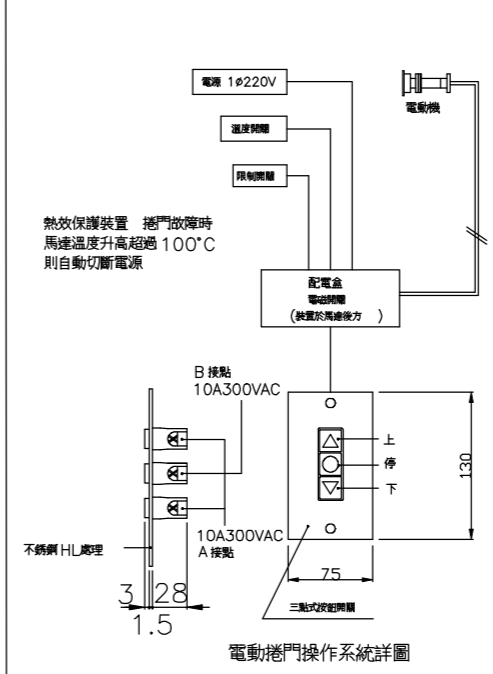 電源 1ø220V
電動機
溫度開關
限制開關
熱效保護裝置 捲門故障時
馬達溫度升高超過100°C
則自動切斷電源
配電盒
電磁開關
(裝置於馬達後方)
B 接點
10A300VAC
上
停
下
130
10A300VAC
A 接點
不銹鋼 HL處理
75
3
28
1.5
三點式按鈕開關
電動捲門操作系統詳圖